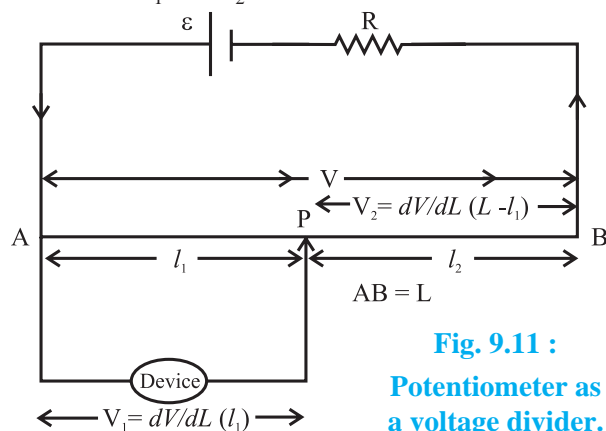 ε
R
V
V₂= dV/dL (L -l₁)
A
P
B
l₁
l₂
AB = L
Device
V₁= dV/dL (l₁)
Fig. 9.11 :
Potentiometer as
a voltage divider.